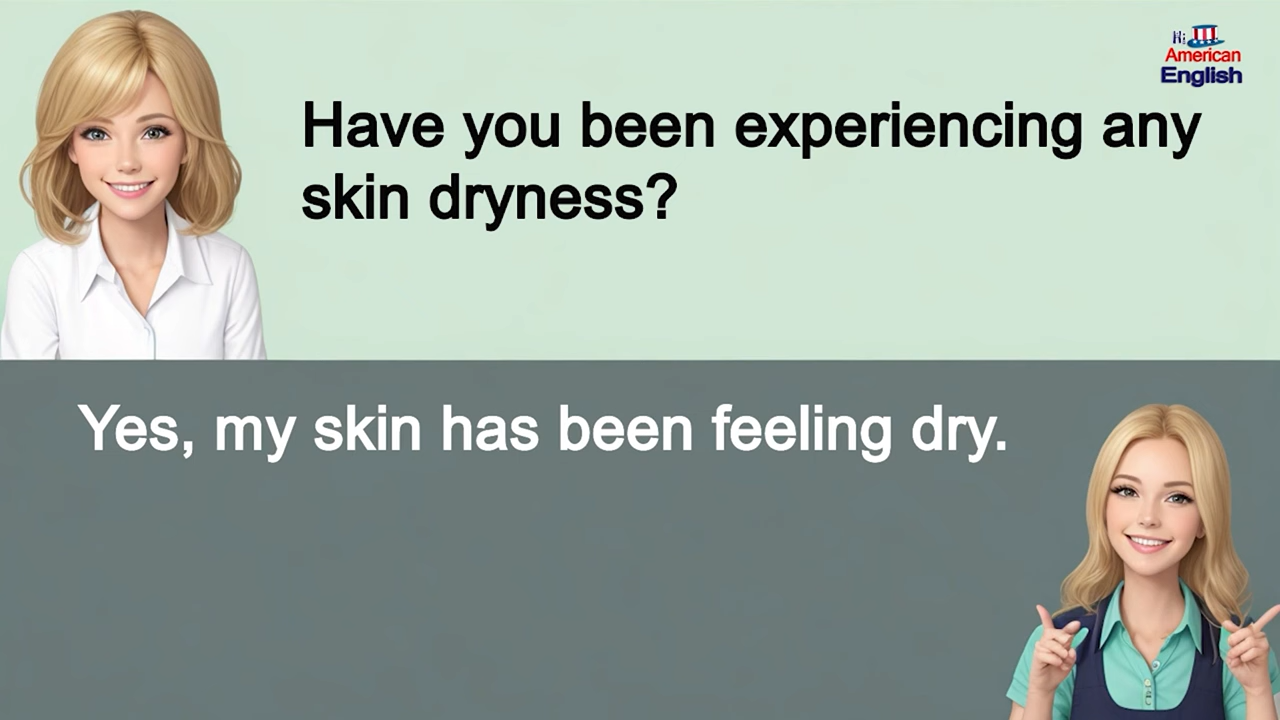 Hi
American
English
Have you been experiencing any
skin dryness?
Yes, my skin has been feeling dry.